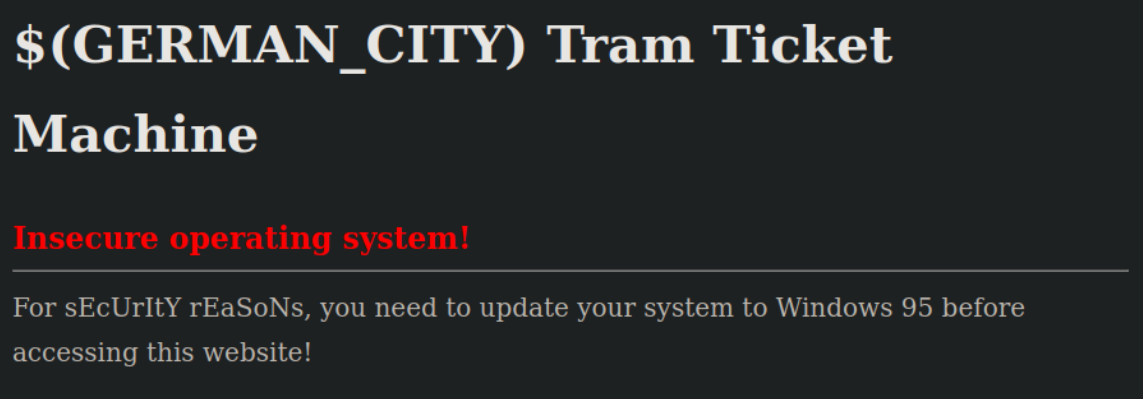 $(GERMAN_CITY) Tram Ticket
Machine
Insecure operating system!
For sEcUrItY rEaSoNs, you need to update your system to Windows 95 before
accessing this website!